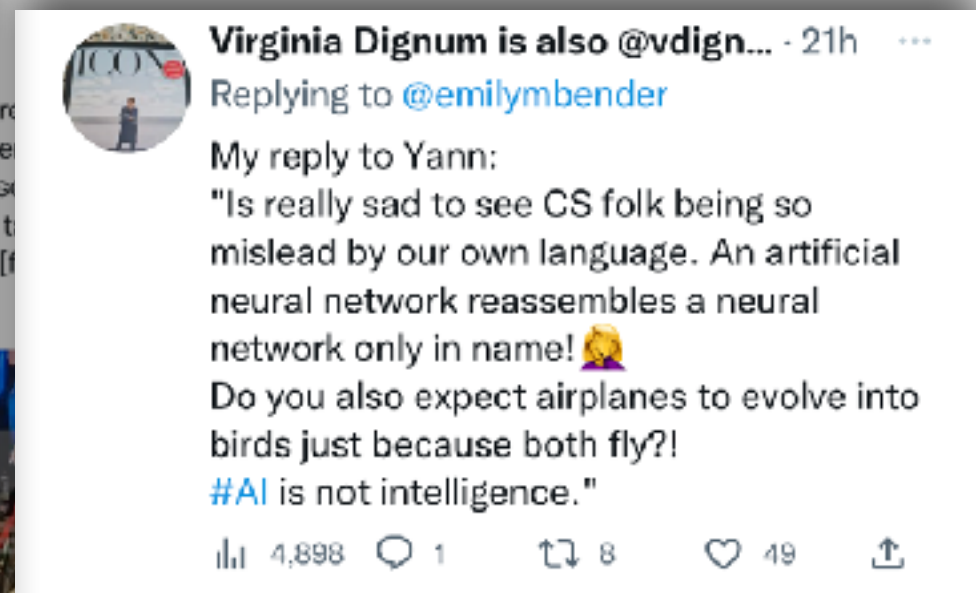 ICON
Virginia Dignum is also @vdign... · 21h
Replying to @emilymbender
My reply to Yann:
"Is really sad to see CS folk being so
mislead by our own language. An artificial
neural network reassembles a neural
network only in name! 🤦‍♀️
Do you also expect airplanes to evolve into
birds just because both fly?!
#AI is not intelligence."
4,898 1 8 49